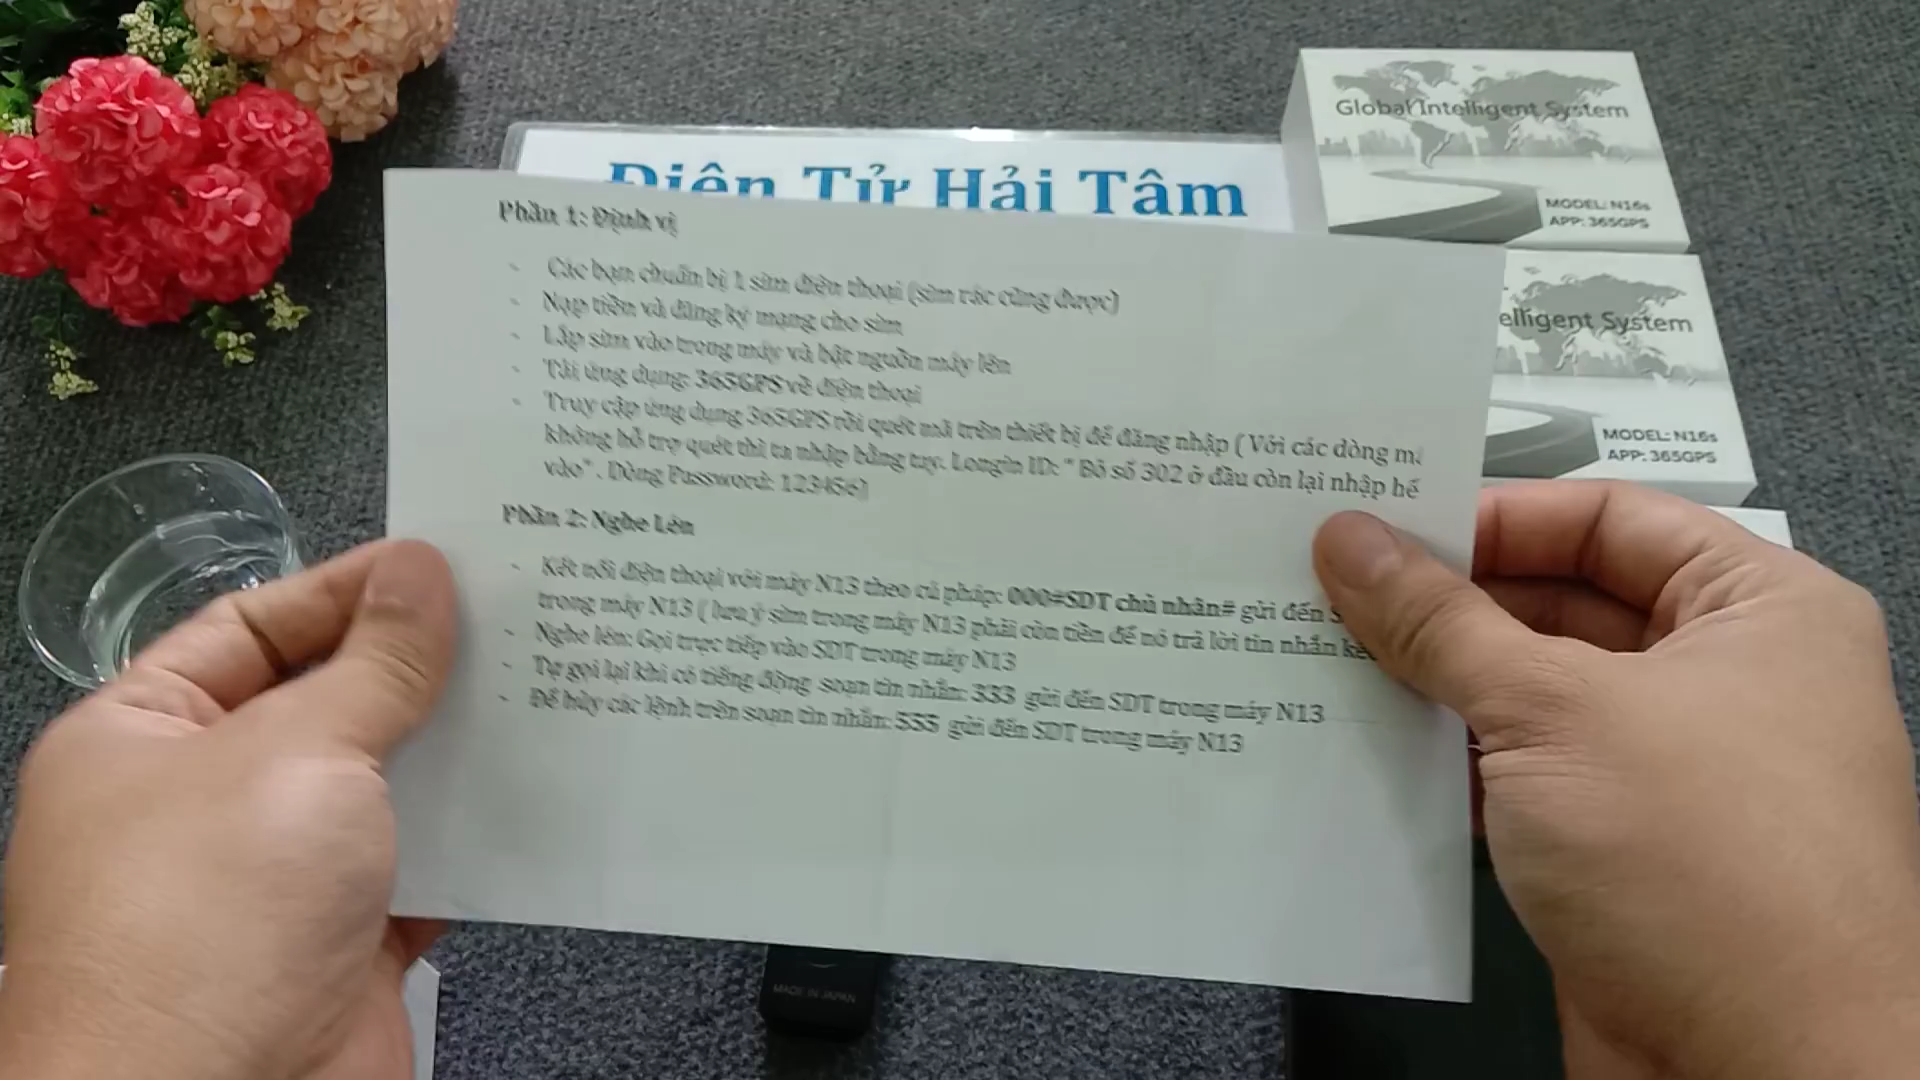 Global Intelligent System
MODEL: N16s
APP: 365GPS
Điện Tử Hải Tâm
elligent System
MODEL: N16s
APP: 365GPS
Phần 1: Định vị
- Các bạn chuẩn bị 1 sim điện thoại (sim rác cũng được)
- Nạp tiền và đăng ký mạng cho sim
- Lắp sim vào trong máy và bật nguồn máy lên
- Tải ứng dụng: 365GPS về điện thoại
- Truy cập ứng dụng 365GPS rồi quét mã trên thiết bị để đăng nhập ( Với các dòng
không hỗ trợ quét thì ta nhập bằng tay. Longin ID: " Bỏ số 302 ở đầu còn lại nhập hế
vào" . Dòng Password: 123456)
Phần 2: Nghe Lén
- Kết nối điện thoại với máy N13 theo cú pháp: 000#SDT chủ nhân# gửi đến
trong máy N13 ( lưu ý sim trong máy N13 phải còn tiền để nó trả lời tin nhắn
- Nghe lén: Gọi trực tiếp vào SDT trong máy N13
- Tự gọi lại khi có tiếng động soạn tin nhắn: 333 gửi đến SDT trong máy N13
- Để hủy các lệnh trên soạn tin nhắn: 555 gửi đến SDT trong máy N13
MADE IN JAPAN